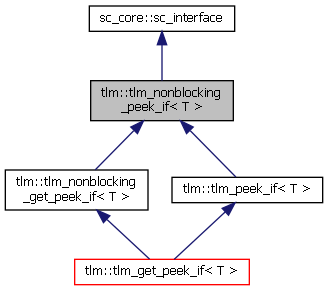 sc_core::sc_interface
tlm::tlm_nonblocking
_peek_if< T >
tlm::tlm_nonblocking
_get_peek_if< T >
tlm::tlm_peek_if< T >
tlm::tlm_get_peek_if< T >